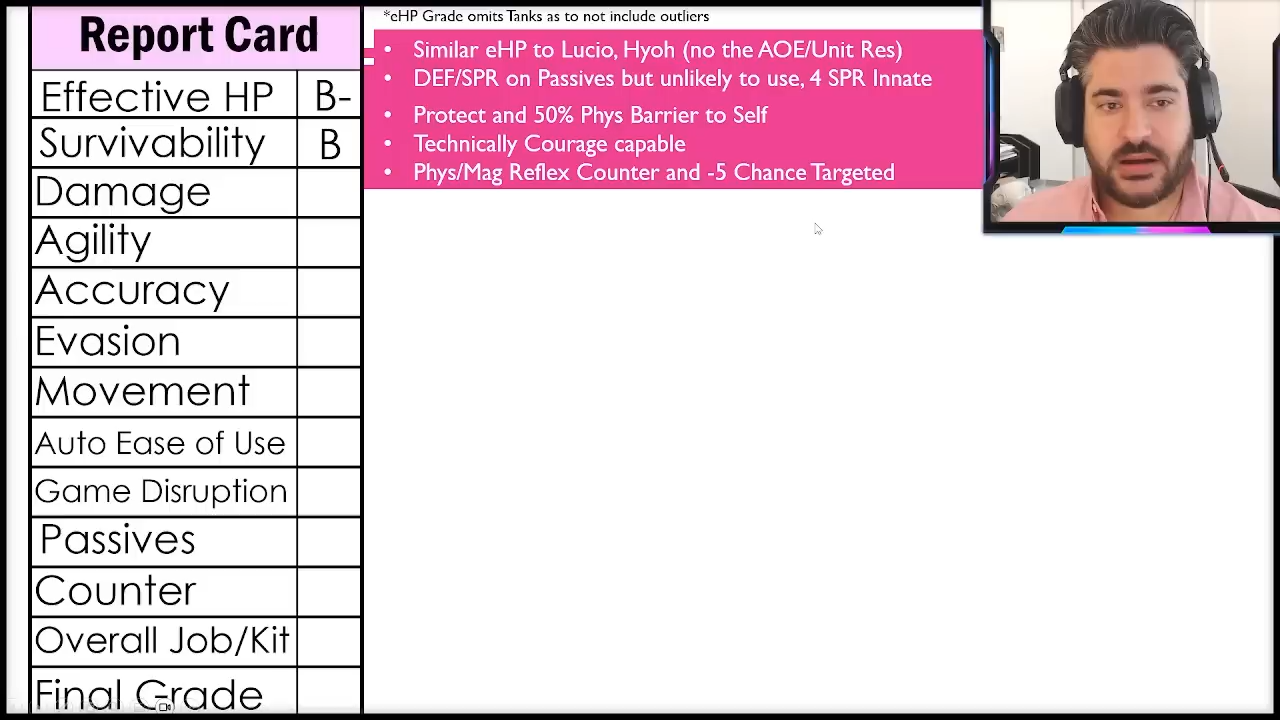 Report Card
*eHP Grade omits Tanks as to not include outliers
Effective HP B-
Survivability B
Damage
Agility
Accuracy
Evasion
Movement
Auto Ease of Use
Game Disruption
Passives
Counter
Overall Job/Kit
Final Grade
• Similar eHP to Lucio, Hyoh (no the AOE/Unit Res)
• DEF/SPR on Passives but unlikely to use, 4 SPR Innate
• Protect and 50% Phys Barrier to Self
• Technically Courage capable
• Phys/Mag Reflex Counter and -5 Chance Targeted